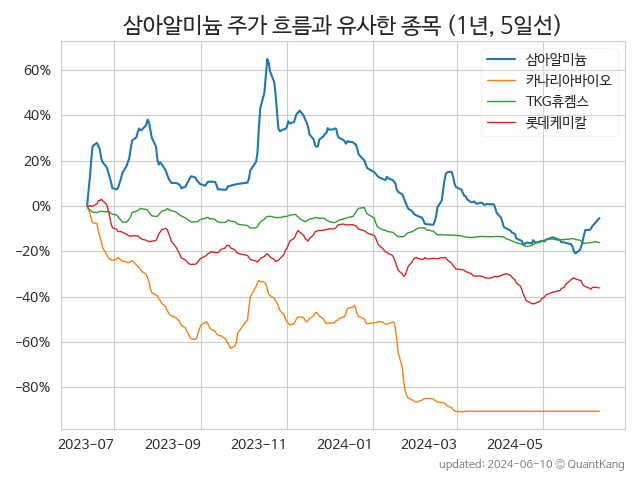 삼아알미늄 주가 흐름과 유사한 종목 (1년, 5일선)
삼아알미늄
카나리아바이오
TKG휴켐스
롯데케미칼
60%
40%
20%
0%
−20%
−40%
−60%
−80%
2023-07 2023-09 2023-11 2024-01 2024-03 2024-05
updated: 2024-06-10 © QuantKang